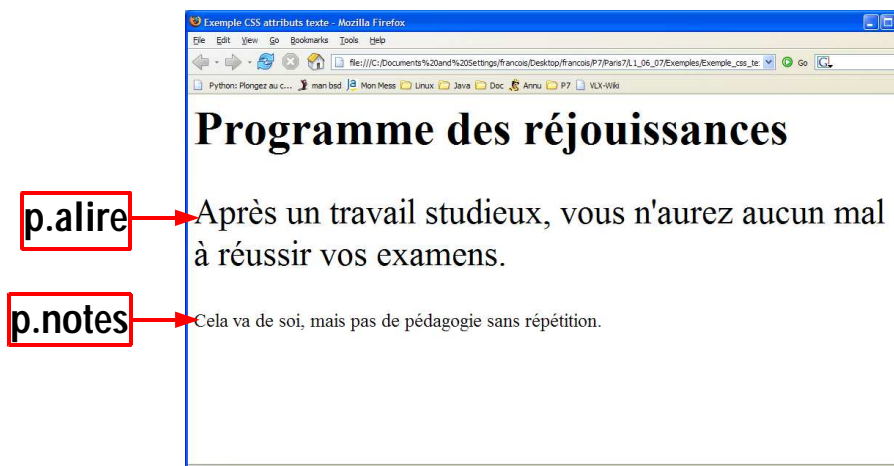 Exemple CSS attributs texte - Mozilla Firefox
File Edit View Go Bookmarks Tools Help
file:///C:/Documents%20and%20Settings/francois/Desktop/francois/P7/Paris7/L1_06_07/Exemples/Exemple_css_te: Go G
Python: Plongez au c... man bsd Mon Mess Linux Java Doc Annu P7 VLX-Wiki
Programme des réjouissances
p.alire
Après un travail studieux, vous n'aurez aucun mal
à réussir vos examens.
p.notes
Cela va de soi, mais pas de pédagogie sans répétition.